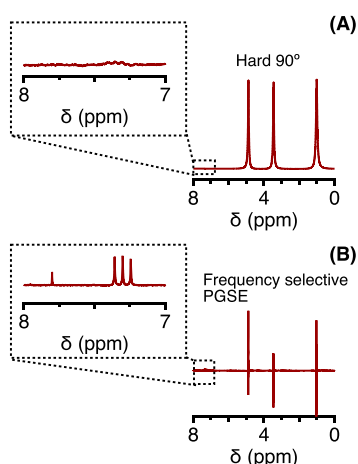 (A)
Hard 90°
8
7
δ (ppm)
8
4
0
δ (ppm)
(B)
Frequency selective
PGSE
8
7
δ (ppm)
8
4
0
δ (ppm)